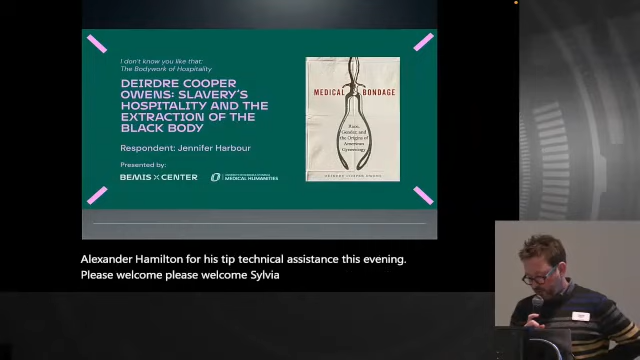 I don't know you like that:
The Bodywork of Hospitality
DEIRDRE COOPER
OWENS: SLAVERY'S
HOSPITALITY AND THE
EXTRACTION OF THE
BLACK BODY
Respondent: Jennifer Harbour
Presented by:
BEMIS CENTER
MEDICAL HUMANITIES
MEDICAL BONDAGE
Race,
Gender, and
the Origins of
American
Gynecology
DEIRDRE COOPER OWENS
Alexander Hamilton for his tip technical assistance this evening.
Please welcome please welcome Sylvia